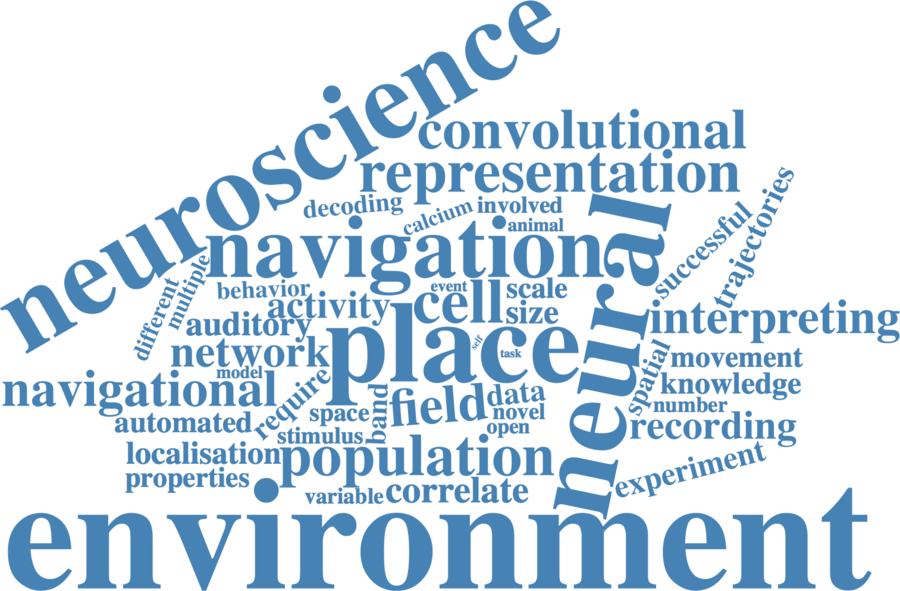 neuroscience
convolutional
representation
decoding
calcium
involved
animal
navigation
neural
successful
trajectories
different
multiple
behavior
event
scale
activity
cell
size
auditory
place
self
task
interpreting
network
model
spatial
movement
navigational
require
band
field
data
knowledge
number
automated
space
novel
open
recording
stimulus
localisation
population
experiment
properties
variable
correlate
environment